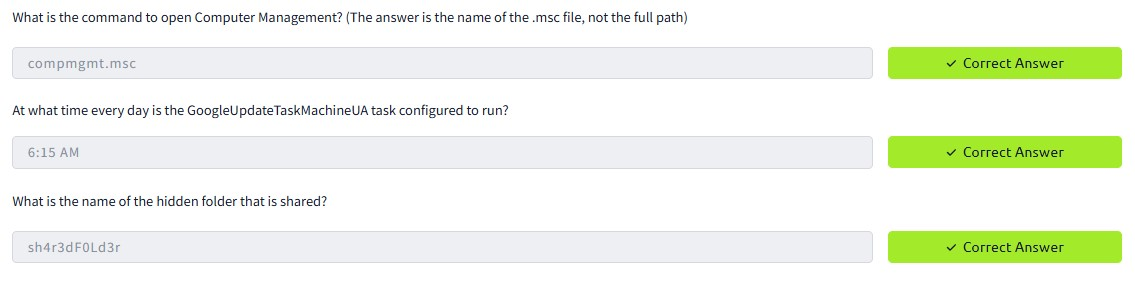 What is the command to open Computer Management? (The answer is the name of the .msc file, not the full path)
compmgmt.msc
✓ Correct Answer
At what time every day is the GoogleUpdateTaskMachineUA task configured to run?
6:15 AM
✓ Correct Answer
What is the name of the hidden folder that is shared?
sh4r3dF0Ld3r
✓ Correct Answer